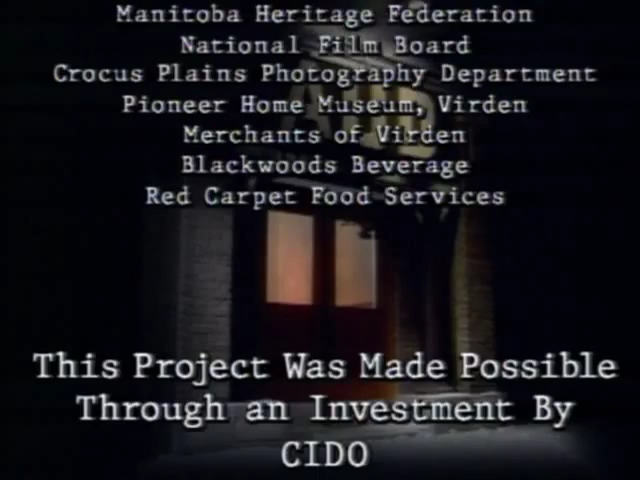 Manitoba Heritage Federation
National Film Board
Crocus Plains Photography Department
Pioneer Home Museum, Virden
Merchants of Virden
Blackwoods Beverage
Red Carpet Food Services
This Project Was Made Possible
Through an Investment By
CIDO